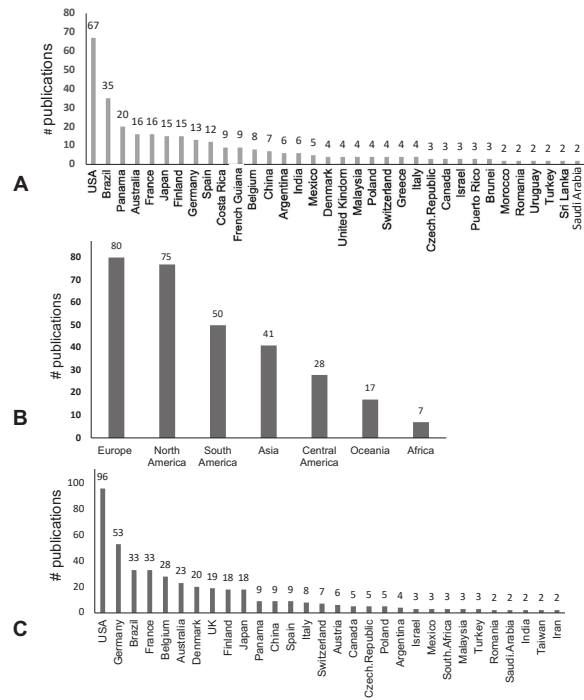 80
70
60
50
40
30
20
10
0
# publications
67
35
20
16
16
15
15
13
12
9
9
8
7
6
6
5
4
4
4
4
4
4
4
3
3
3
3
3
2
2
2
2
2
2
USA
Brazil
Panama
Australia
France
Japan
Finland
Germany
Spain
Costa Rica
French Guiana
Belgium
China
Argentina
India
Mexico
Denmark
United Kindom
Malaysia
Poland
Switzerland
Greece
Italy
Czech.Republic
Canada
Israel
Puerto Rico
Brunei
Morocco
Romania
Uruguay
Turkey
Sri Lanka
Saudi Arabia
A
80
70
60
50
40
30
20
10
0
# publications
80
75
50
41
28
17
7
Europe
North America
South America
Asia
Central America
Oceania
Africa
B
100
80
60
40
20
0
# publications
96
53
33
33
28
23
20
19
18
18
9
9
9
8
7
6
5
5
5
4
3
3
3
3
3
2
2
2
2
2
USA
Germany
Brazil
France
Belgium
Australia
Denmark
UK
Finland
Japan
Panama
China
Spain
Italy
Switzerland
Austria
Canada
Czech.Republic
Poland
Argentina
Israel
Mexico
South.Africa
Malaysia
Turkey
Romania
Saudi.Arabia
India
Taiwan
Iran
C